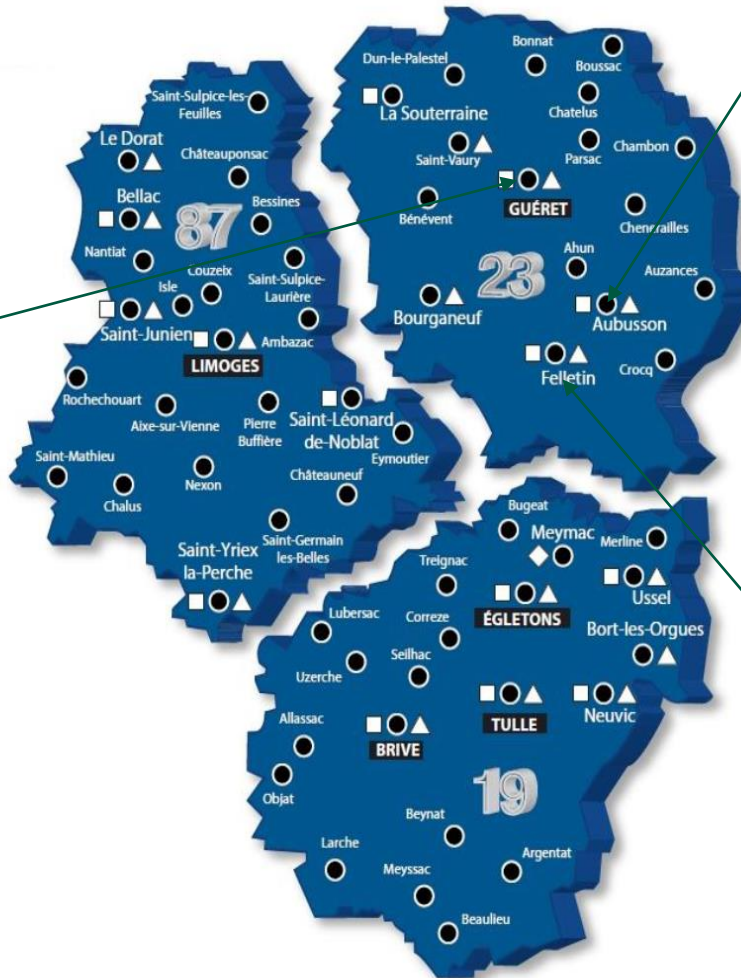 Saint-Sulpice-les-
Feuilles
Le Dorat
Châteauponsac
Bellac
87
Bessines
Nantiat
Couzeix
Isle
Saint-Sulpice-
Laurière
Saint-Junien
LIMOGES
Ambazac
Rochechouart
Aixe-sur-Vienne
Pierre
Buffière
Saint-Léonard
de-Noblat
Eymoutier
Saint-Mathieu
Chalus
Nexon
Châteauneuf
Saint-Germain
les-Belles
Saint-Yriex
la-Perche
Dun-le-Palestel
Bonnat
Boussac
La Souterraine
Chatelus
Saint-Vaury
Parsac
Chambon
GUÉRET
Bénévent
Chenerailles
23
Ahun
Auzances
Bourganeuf
Aubusson
Felletin
Crocq
Bugeat
Meymac
Merline
Treignac
ÉGLETONS
Ussel
Lubersac
Correze
Bort-les-Orgues
Uzerche
Seilhac
Allassac
BRIVE
TULLE
Neuvic
Objat
19
Beynat
Larche
Meyssac
Argentat
Beaulieu